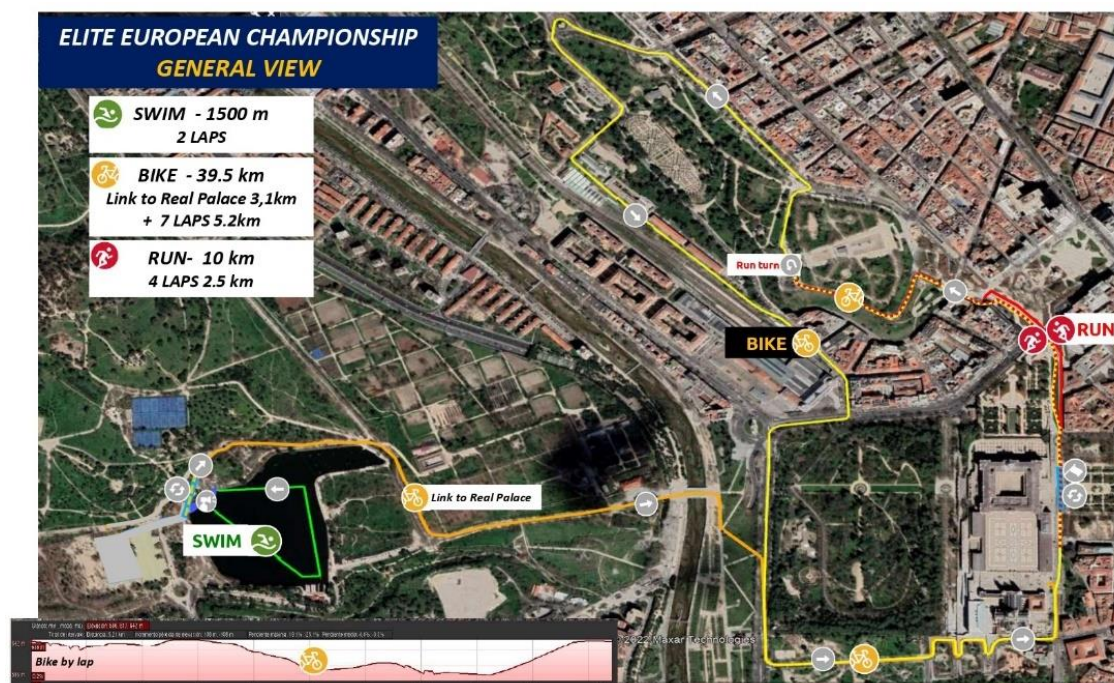 ELITE EUROPEAN CHAMPIONSHIP
GENERAL VIEW
SWIM - 1500 m
2 LAPS
BIKE - 39.5 km
Link to Real Palace 3,1km
+ 7 LAPS 5.2km
RUN- 10 km
4 LAPS 2.5 km
Run turn
BIKE
RUN
Link to Real Palace
SWIM
2022 Maxar Technologies
Bike by lap